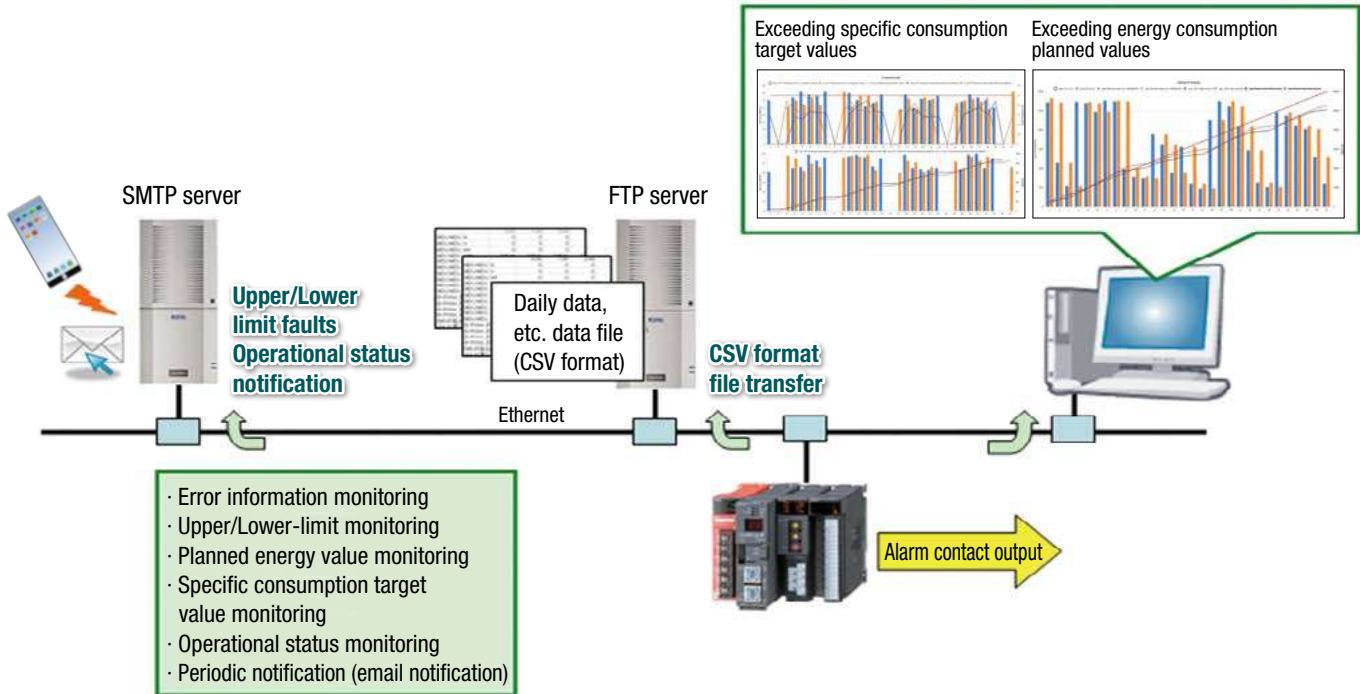 Exceeding specific consumption
target values
Exceeding energy consumption
planned values
SMTP server
FTP server
Upper/Lower
limit faults
Operational status
notification
Daily data,
etc. data file
(CSV format)
CSV format
file transfer
Ethernet
· Error information monitoring
· Upper/Lower-limit monitoring
· Planned energy value monitoring
· Specific consumption target
value monitoring
· Operational status monitoring
· Periodic notification (email notification)
Alarm contact output